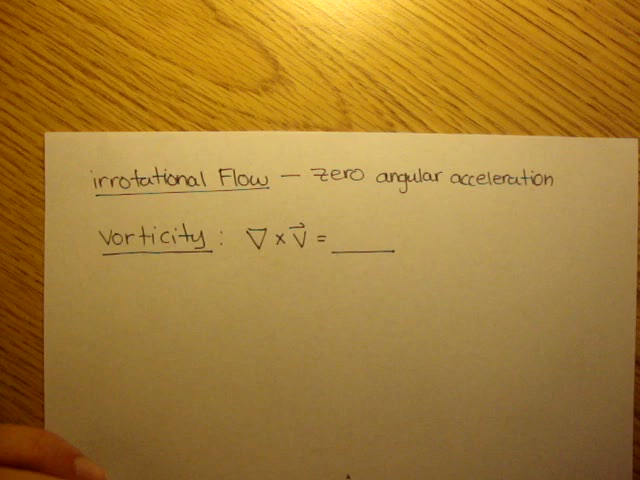 irrotational Flow — zero angular acceleration
Vorticity : ∇ × V⃗ = ____